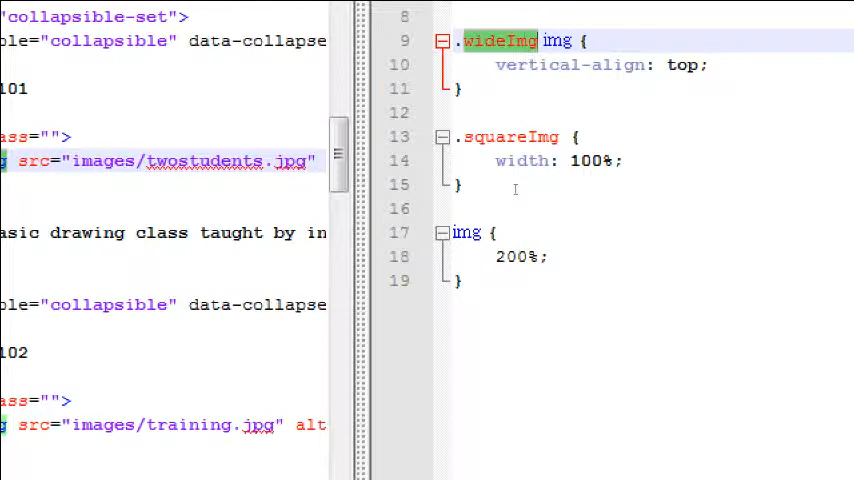 "collapsible-set">
ole="collapsible" data-collapse
101
ass="">
g src="images/twostudents.jpg"
asic drawing class taught by in
ole="collapsible" data-collapse
102
ass="">
g src="images/training.jpg" alt
8
9 .wideImg img {
10 vertical-align: top;
11 }
12
13 .squareImg {
14 width: 100%;
15 }
16
17 img {
18 200%;
19 }